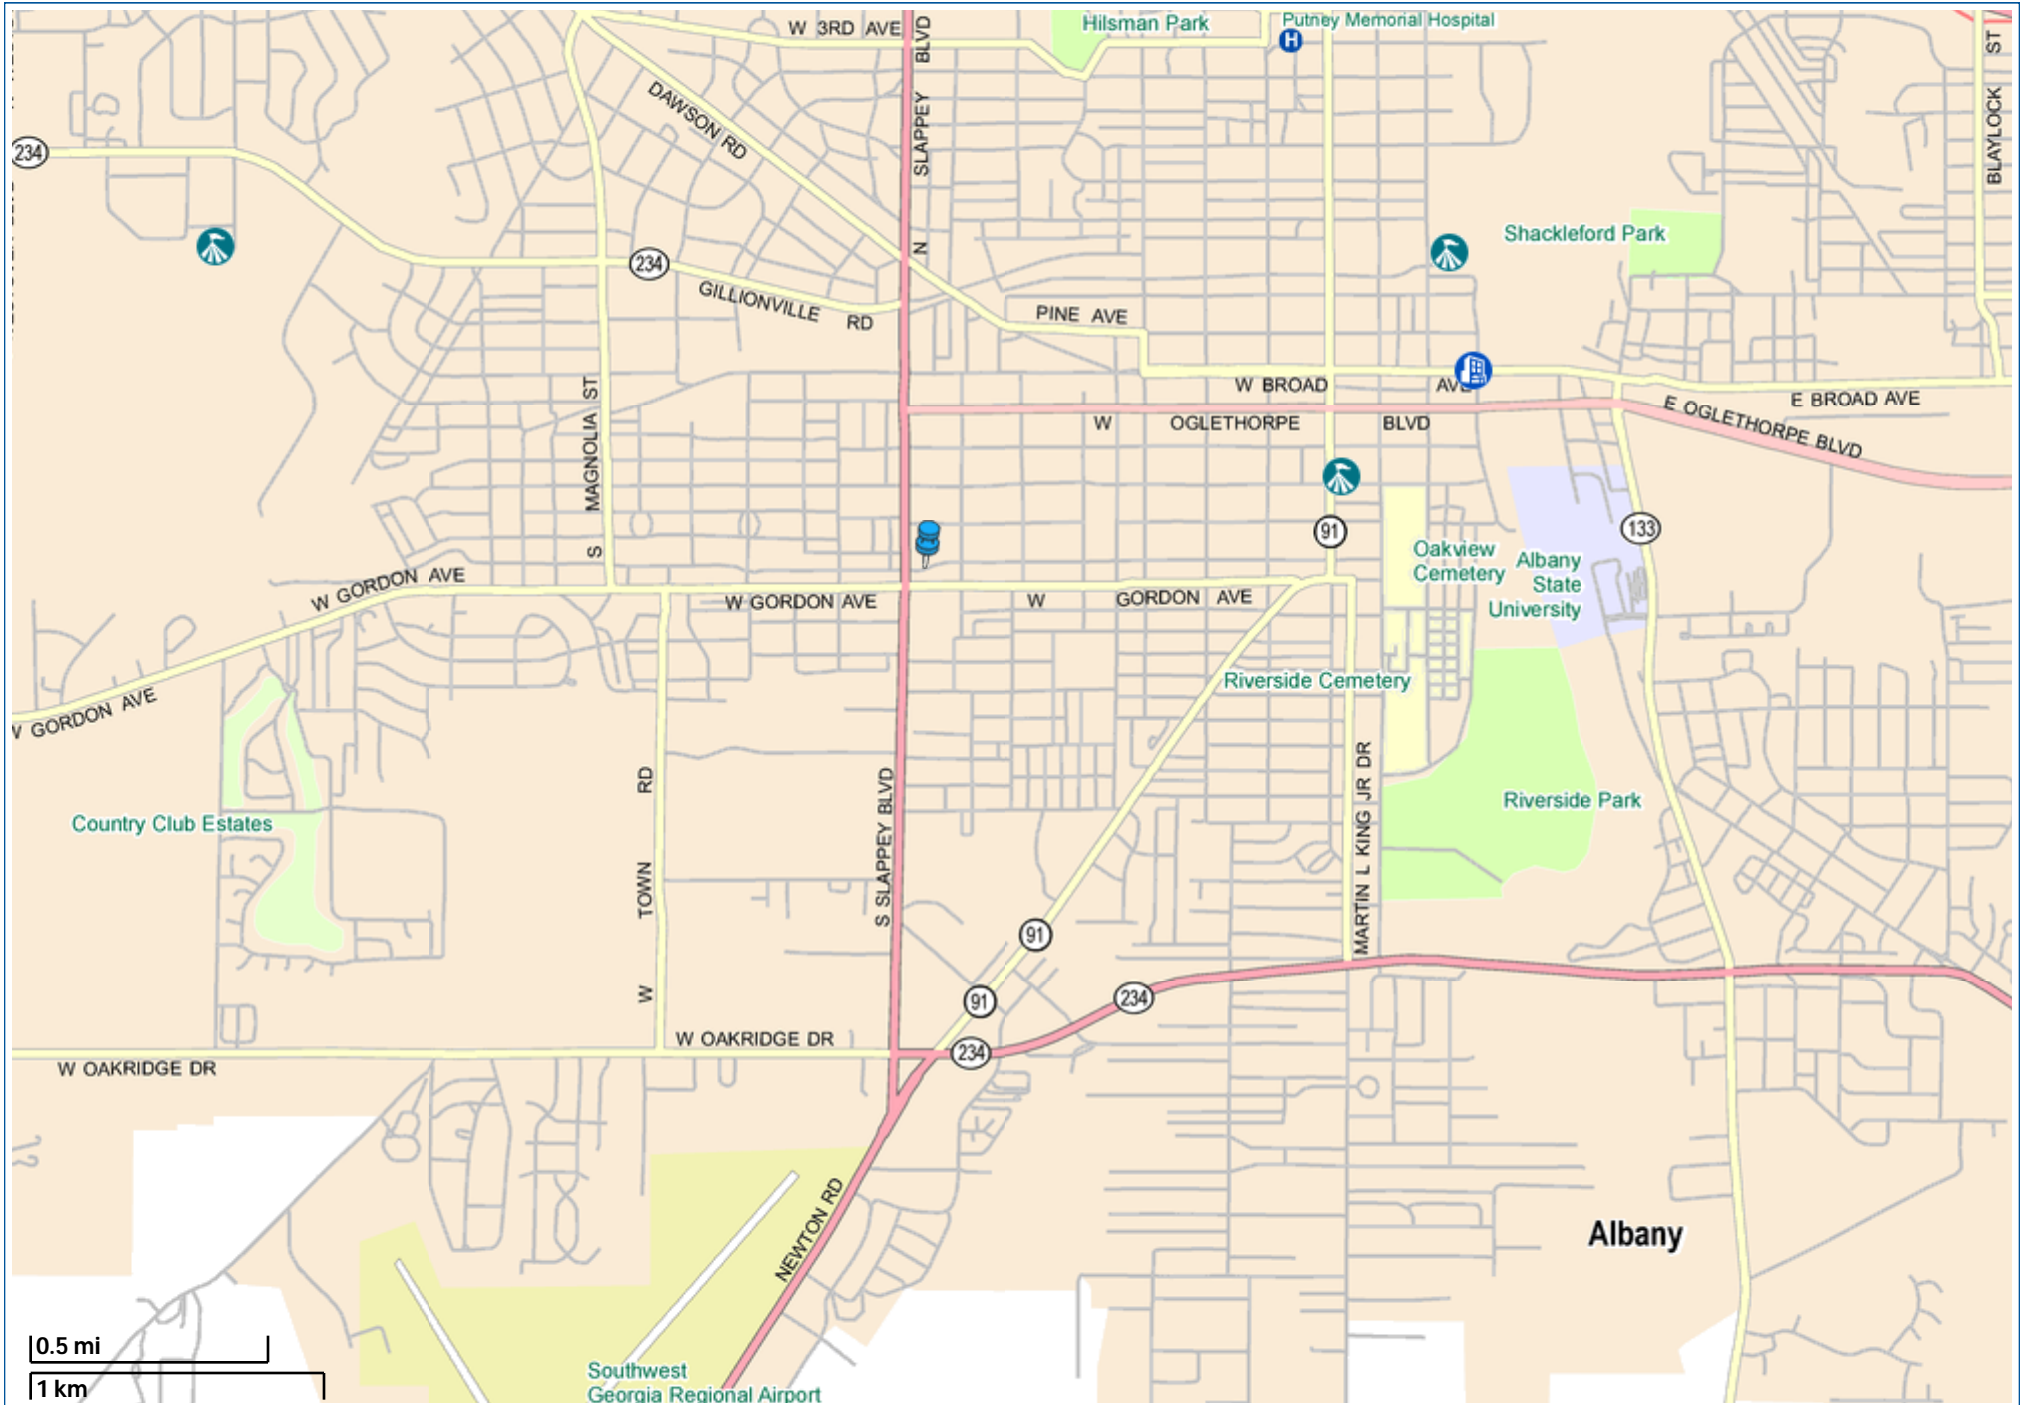 Hilsman Park
Putney Memorial Hospital
H
W 3RD AVE
N SLAPPEY BLVD
BLAYLOCK ST
DAWSON RD
234
Shackleford Park
234
GILLIONVILLE RD
PINE AVE
W BROAD AVE
E BROAD AVE
W OGLETHORPE BLVD
E OGLETHORPE BLVD
S MAGNOLIA ST
91
133
Oakview
Cemetery
Albany
State
University
W GORDON AVE
W GORDON AVE
W GORDON AVE
W GORDON AVE
Riverside Cemetery
Country Club Estates
W TOWN RD
S SLAPPEY BLVD
MARTIN L KING JR DR
Riverside Park
91
91
234
234
W OAKRIDGE DR
W OAKRIDGE DR
NEWTON RD
Albany
0.5 mi
1 km
Southwest
Georgia Regional Airport